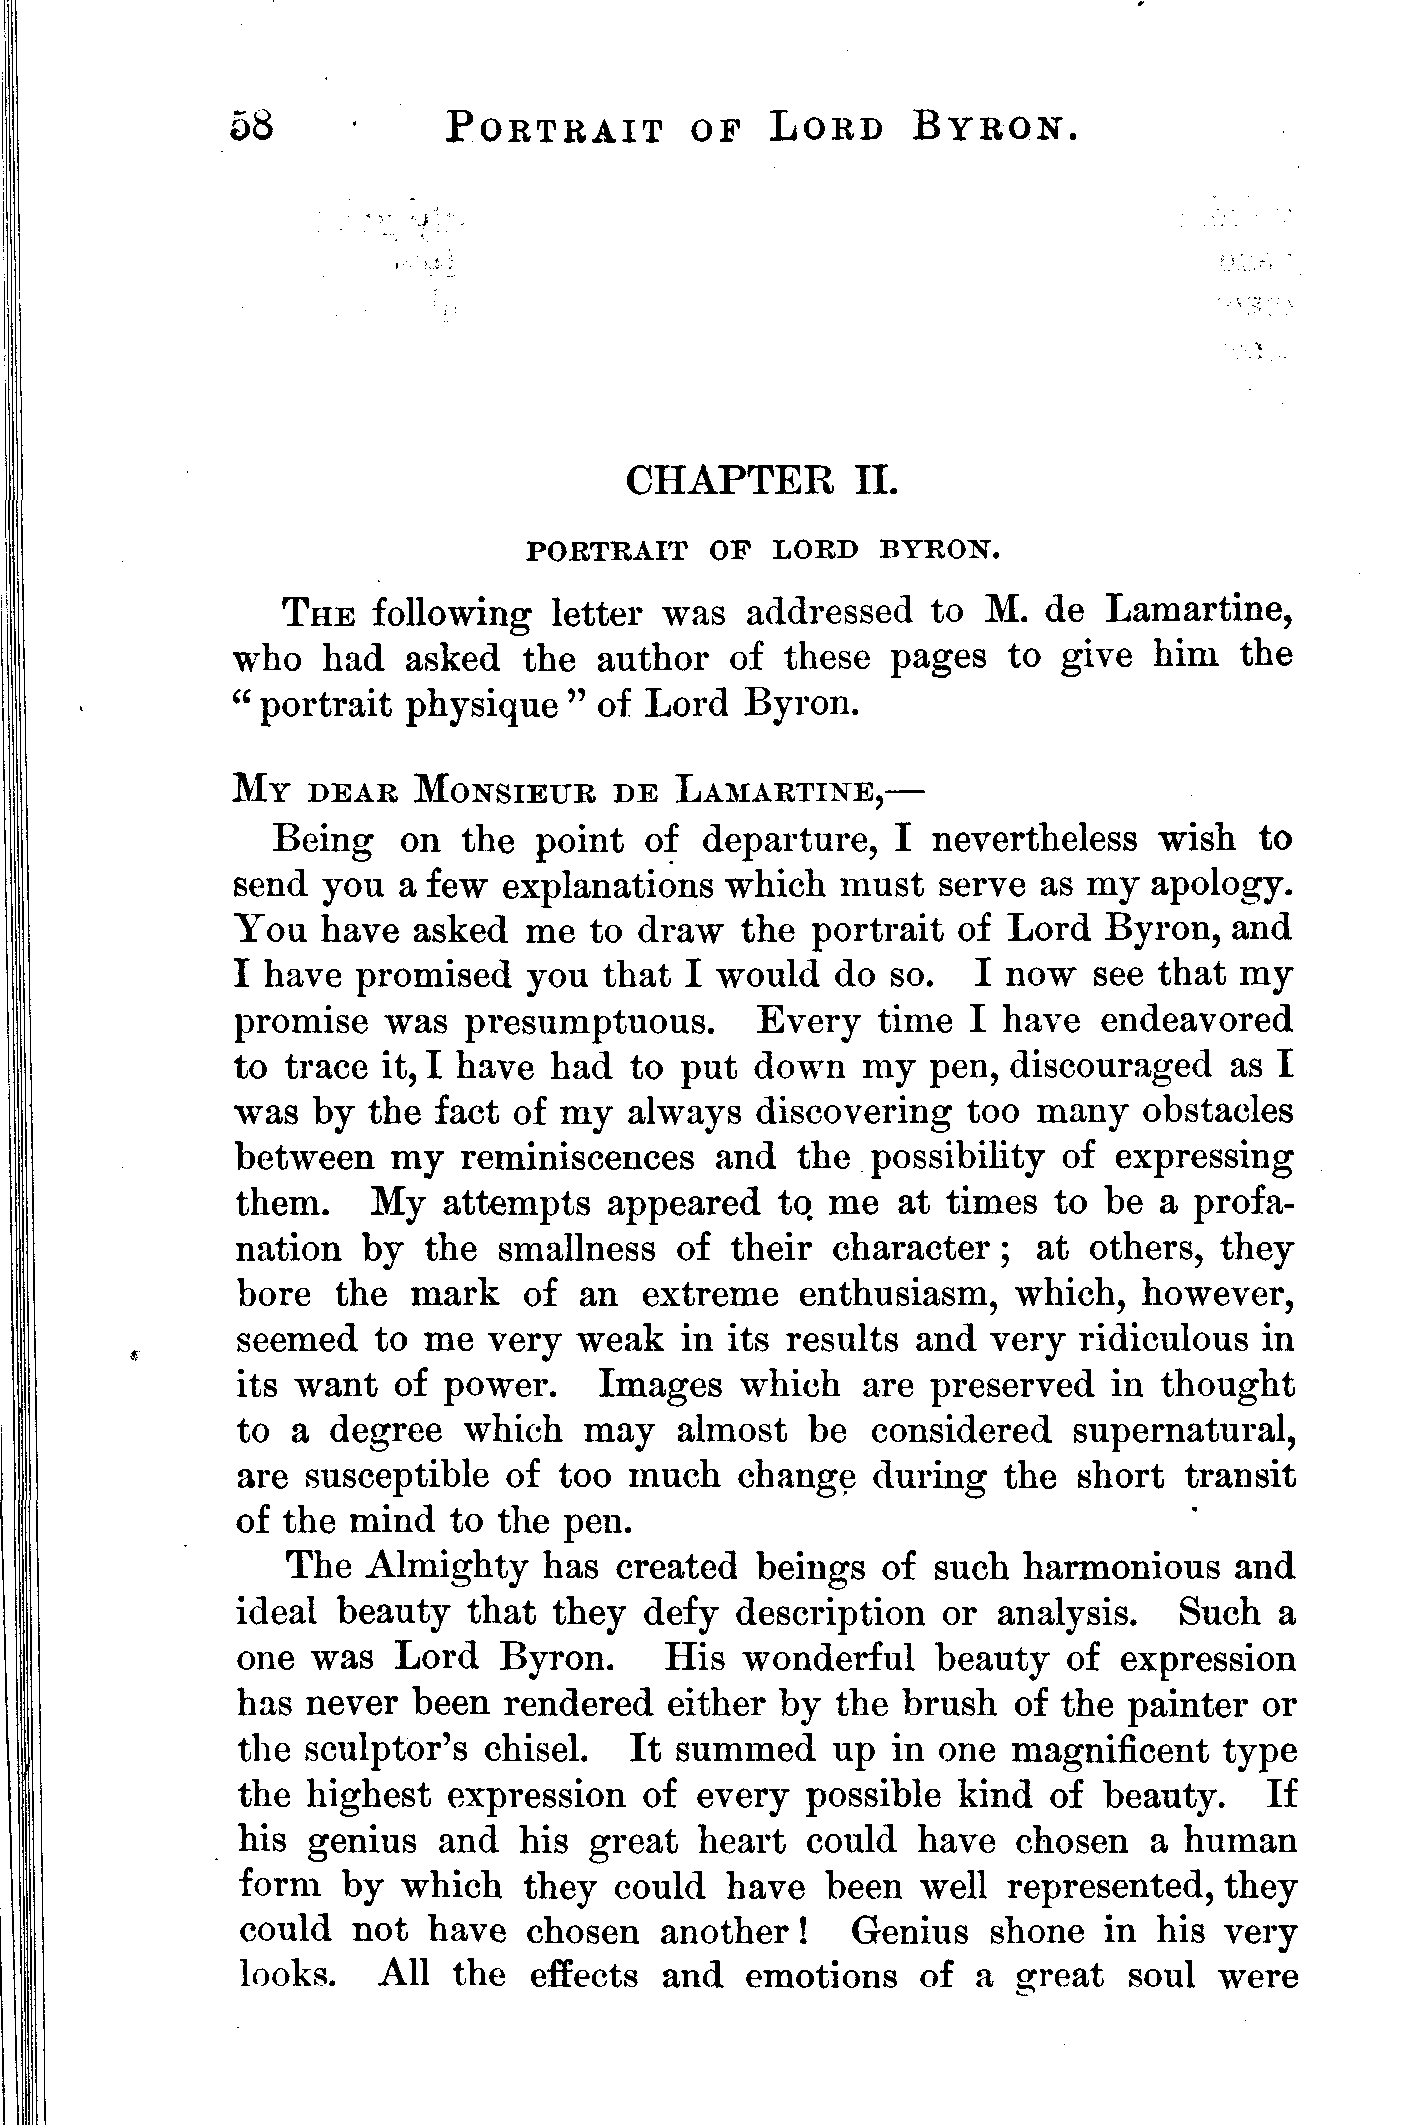 58 PORTRAIT OF LORD BYRON.
CHAPTER II.
PORTRAIT OF LORD BYRON.
THE following letter was addressed to M. de Lamartine,
who had asked the author of these pages to give him the
“portrait physique” of Lord Byron.
MY DEAR MONSIEUR DE LAMARTINE,—
Being on the point of departure, I nevertheless wish to
send you a few explanations which must serve as my apology.
You have asked me to draw the portrait of Lord Byron, and
I have promised you that I would do so. I now see that my
promise was presumptuous. Every time I have endeavored
to trace it, I have had to put down my pen, discouraged as I
was by the fact of my always discovering too many obstacles
between my reminiscences and the possibility of expressing
them. My attempts appeared to me at times to be a profa-
nation by the smallness of their character; at others, they
bore the mark of an extreme enthusiasm, which, however,
seemed to me very weak in its results and very ridiculous in
its want of power. Images which are preserved in thought
to a degree which may almost be considered supernatural,
are susceptible of too much change during the short transit
of the mind to the pen.
The Almighty has created beings of such harmonious and
ideal beauty that they defy description or analysis. Such a
one was Lord Byron. His wonderful beauty of expression
has never been rendered either by the brush of the painter or
the sculptor’s chisel. It summed up in one magnificent type
the highest expression of every possible kind of beauty. If
his genius and his great heart could have chosen a human
form by which they could have been well represented, they
could not have chosen another! Genius shone in his very
looks. All the effects and emotions of a great soul were